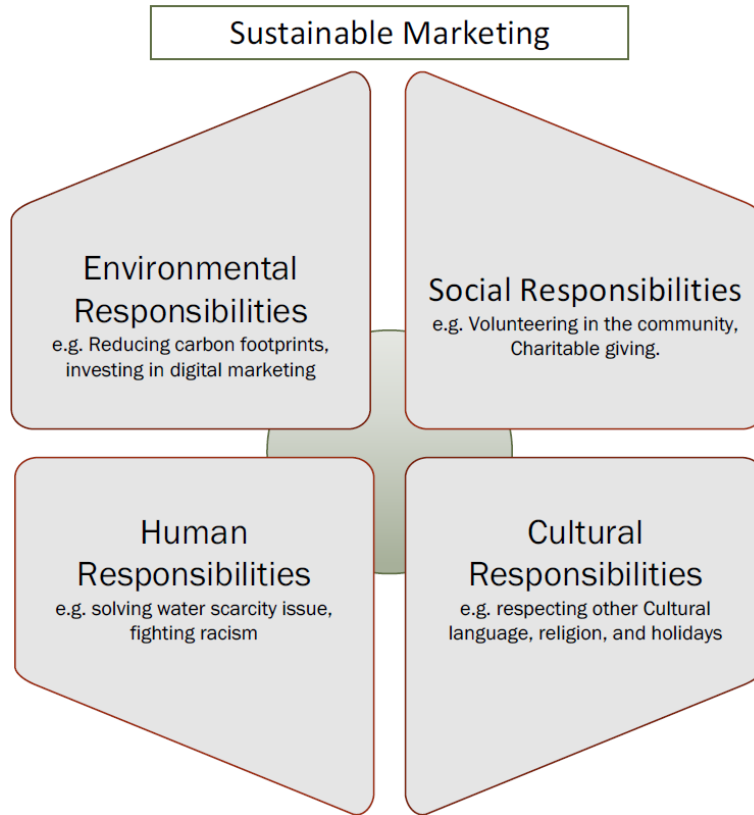 Sustainable Marketing
Environmental
Responsibilities
e.g. Reducing carbon footprints,
investing in digital marketing
Social Responsibilities
e.g. Volunteering in the community,
Charitable giving.
Human
Responsibilities
e.g. solving water scarcity issue,
fighting racism
Cultural
Responsibilities
e.g. respecting other Cultural
language, religion, and holidays